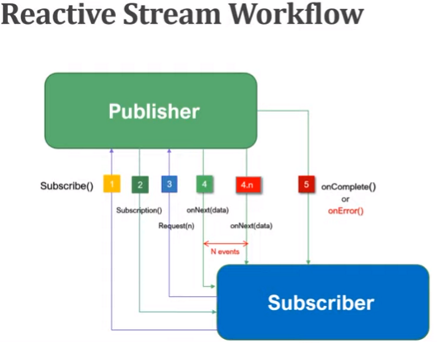 Reactive Stream Workflow
Publisher
Subscribe()
1
2
3
4
4.n
5
onComplete()
or
onError()
Subscription()
onNext(data)
Request(n)
onNext(data)
N events
Subscriber